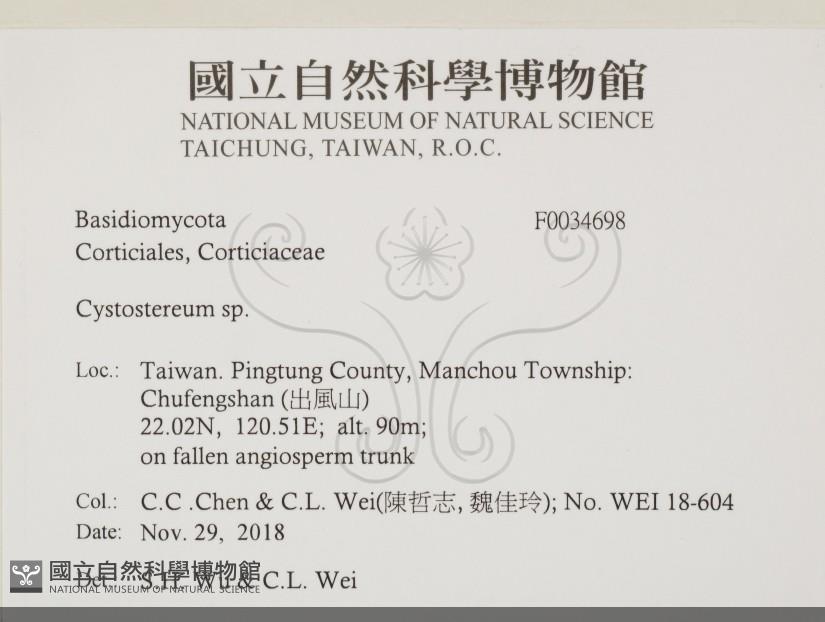 國立自然科學博物館
NATIONAL MUSEUM OF NATURAL SCIENCE
TAICHUNG, TAIWAN, R.O.C.
Basidiomycota F0034698
Corticiales, Corticiaceae
Cystostereum sp.
Loc.: Taiwan. Pingtung County, Manchou Township:
Chufengshan (出風山)
22.02N, 120.51E; alt. 90m;
on fallen angiosperm trunk
Col.: C.C .Chen & C.L. Wei(陳哲志, 魏佳玲); No. WEI 18-604
Date: Nov. 29, 2018
Det: S.H. Wu & C.L. Wei
國立自然科學博物館
NATIONAL MUSEUM OF NATURAL SCIENCE